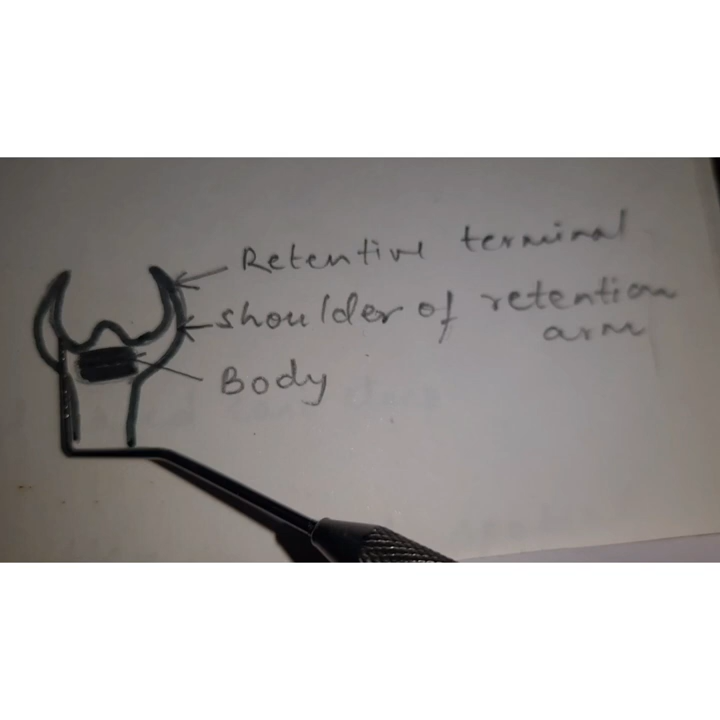 Retentive terminal
shoulder of retention
arm
Body